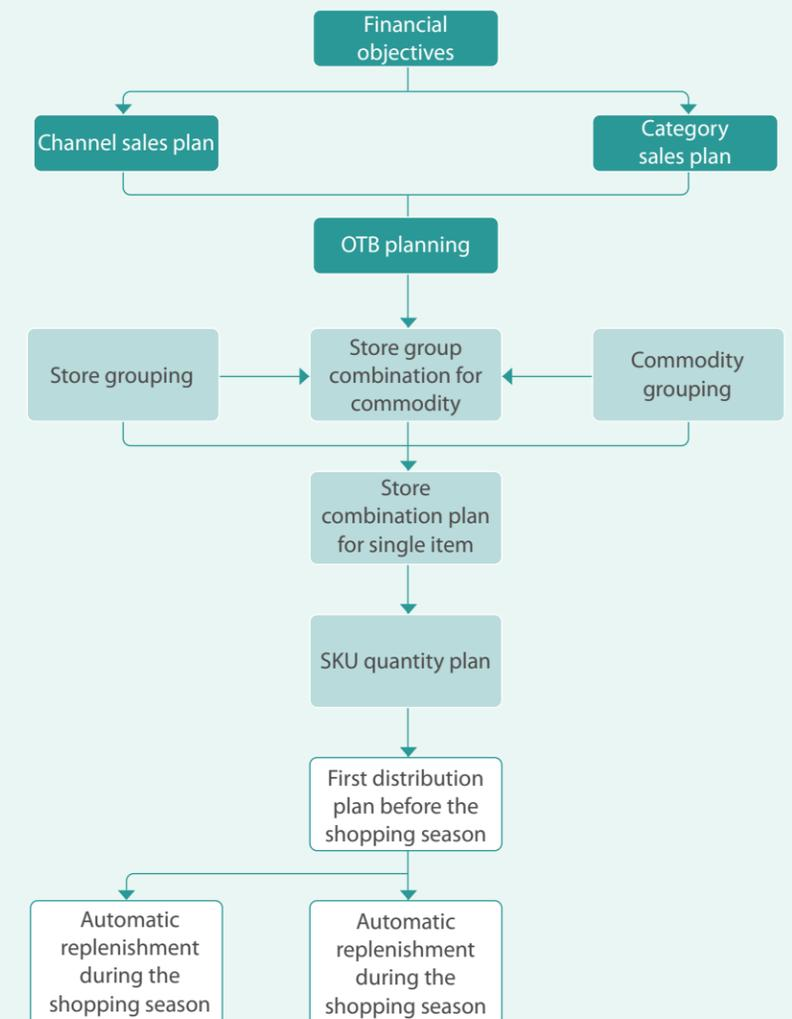 Financial
objectives
Channel sales plan
Category
sales plan
OTB planning
Store grouping
Store group
combination for
commodity
Commodity
grouping
Store
combination plan
for single item
SKU quantity plan
First distribution
plan before the
shopping season
Automatic
replenishment
during the
shopping season
Automatic
replenishment
during the
shopping season